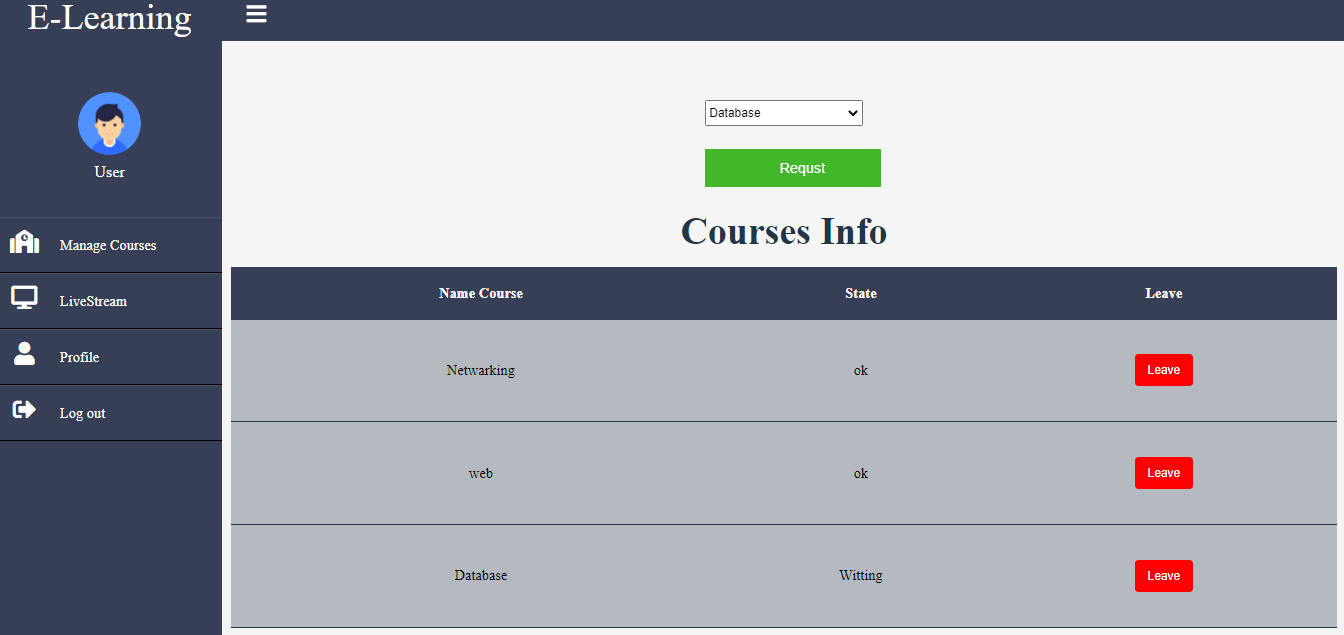 E-Learning
User
Manage Courses
LiveStream
Profile
Log out
Database
Requst
Courses Info
Name Course State Leave
Netwarking ok Leave
web ok Leave
Database Witting Leave